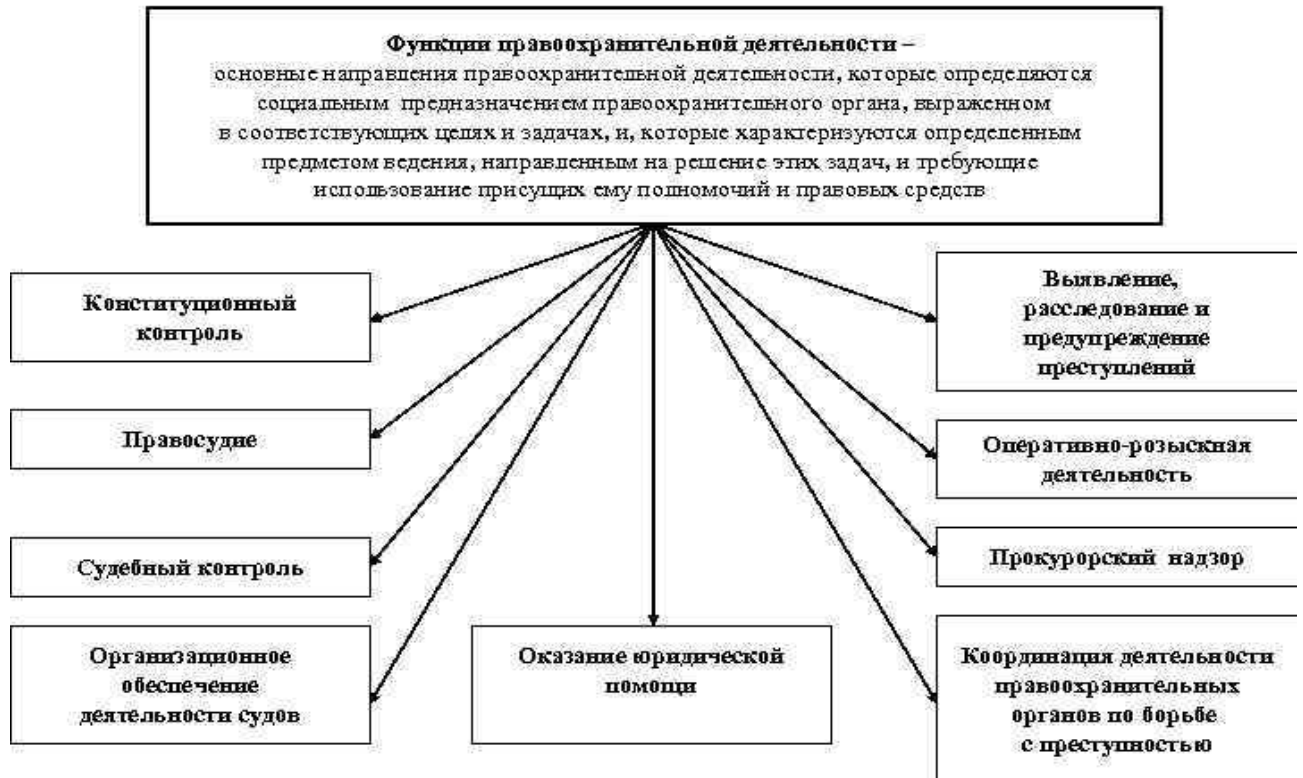 Функции правоохранительной деятельности –
основные направления правоохранительной деятельности, которые определяются
социальным предназначением правоохранительного органа, выраженном
в соответствующих целях и задачах, и, которые характеризуются определенным
предметом ведения, направленным на решение этих задач, и требующие
использование присущих ему полномочий и правовых средств
Конституционный
контроль
Правосудие
Судебный контроль
Организационное
обеспечение
деятельности судов
Оказание юридической
помощи
Выявление,
расследование и
предупреждение
преступлений
Оперативно-розыскная
деятельность
Прокурорский надзор
Координация деятельности
правоохранительных
органов по борьбе
с преступностью